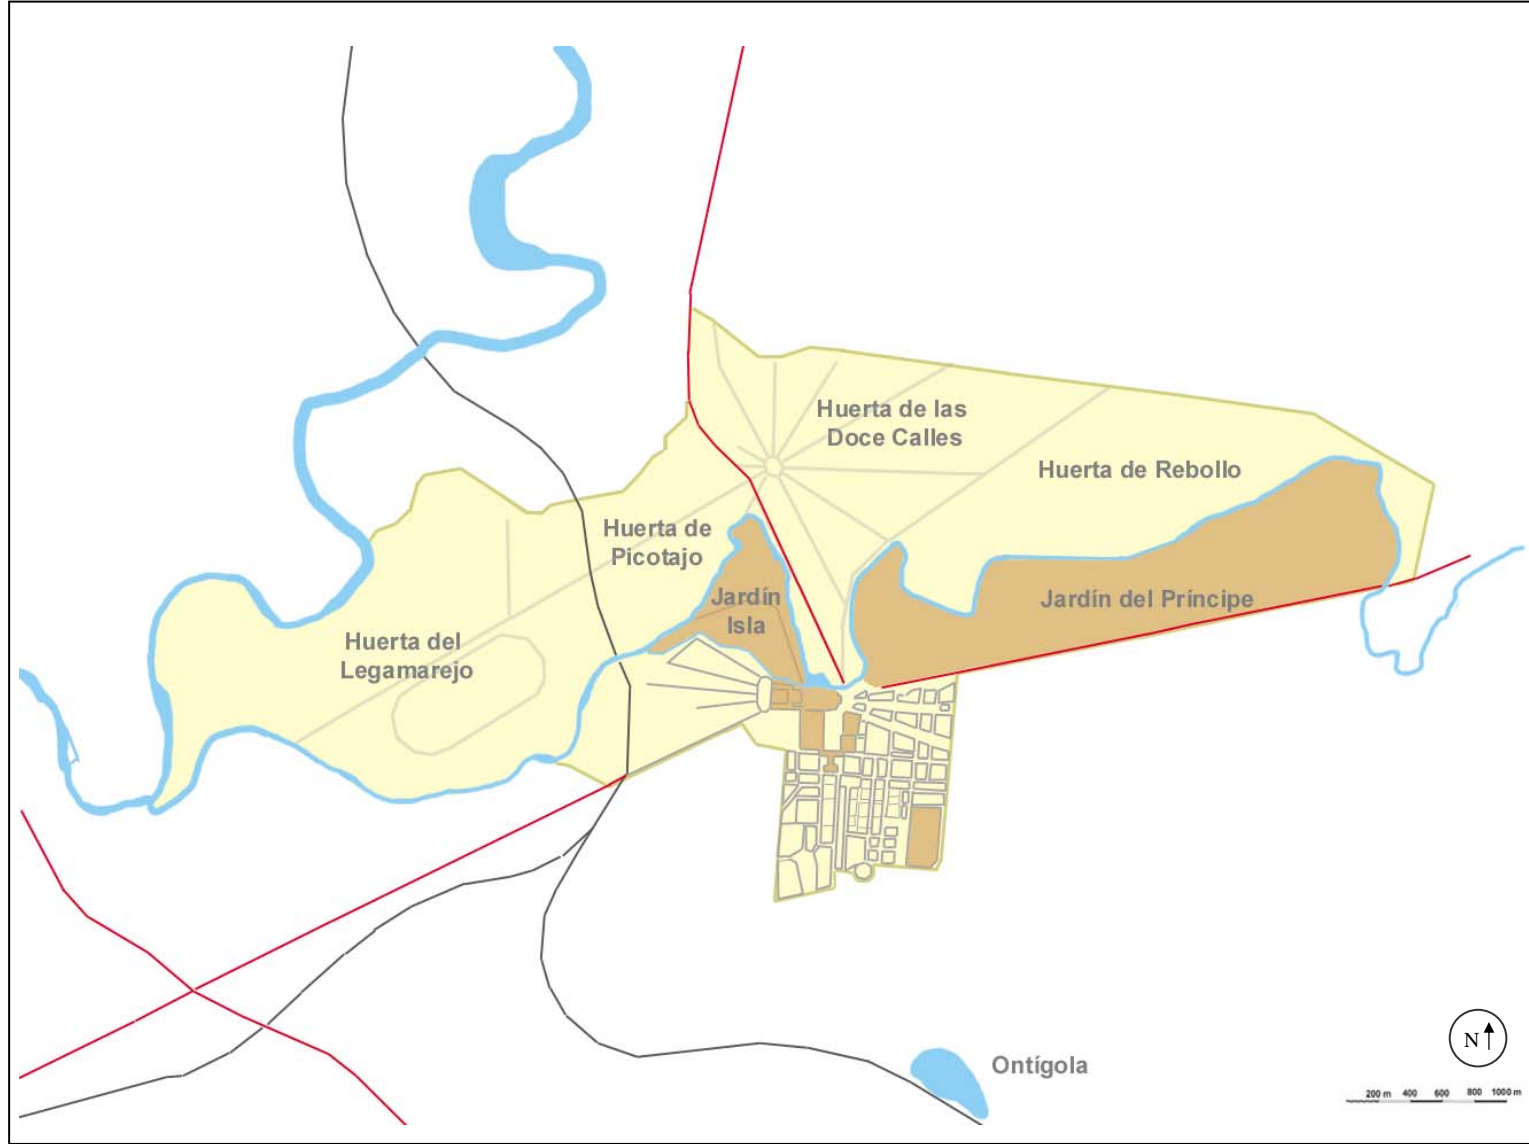 Huerta de las
Doce Calles
Huerta de Rebollo
Huerta de
Picotajo
Jardín
Isla
Jardín del Príncipe
Huerta del
Legamarejo
Ontígola
N
200 m 400 600 800 1000 m